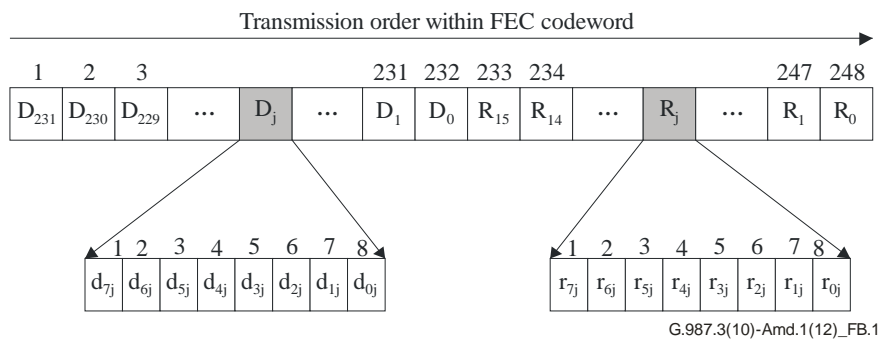 Transmission order within FEC codeword
1 2 3 231 232 233 234 247 248
D231 D230 D229 ... Dj ... D1 D0 R15 R14 ... Rj ... R1 R0
1 2 3 4 5 6 7 8 1 2 3 4 5 6 7 8
d7j d6j d5j d4j d3j d2j d1j d0j r7j r6j r5j r4j r3j r2j r1j r0j
G.987.3(10)-Amd.1(12)_FB.1